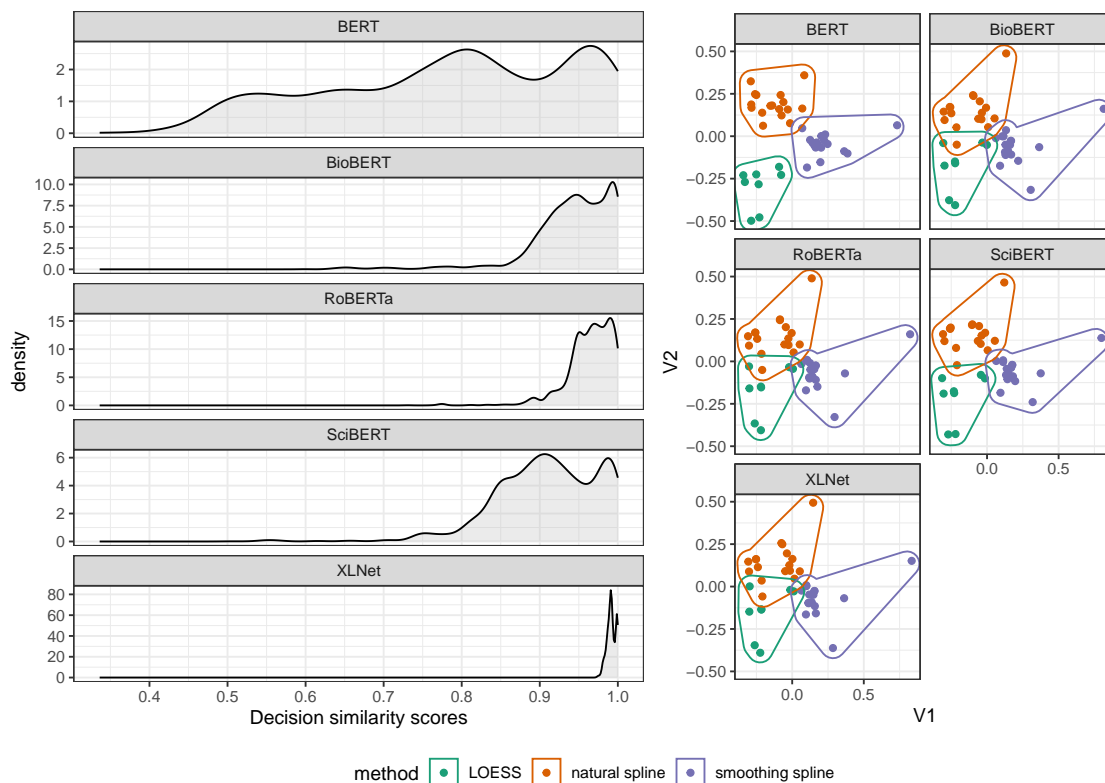 BERT
0
1
2
BioBERT
0.0
2.5
5.0
7.5
10.0
RoBERTa
0
5
10
15
SciBERT
0
2
4
6
XLNet
0
20
40
60
80
0.4 0.5 0.6 0.7 0.8 0.9 1.0
Decision similarity scores
density
BERT BioBERT
0.50
0.25
0.00
−0.25
−0.50
RoBERTa SciBERT
0.50
0.25
0.00
−0.25
−0.50
0.0 0.5
XLNet
0.50
0.25
0.00
−0.25
−0.50
0.0 0.5
V1
V2
method LOESS natural spline smoothing spline